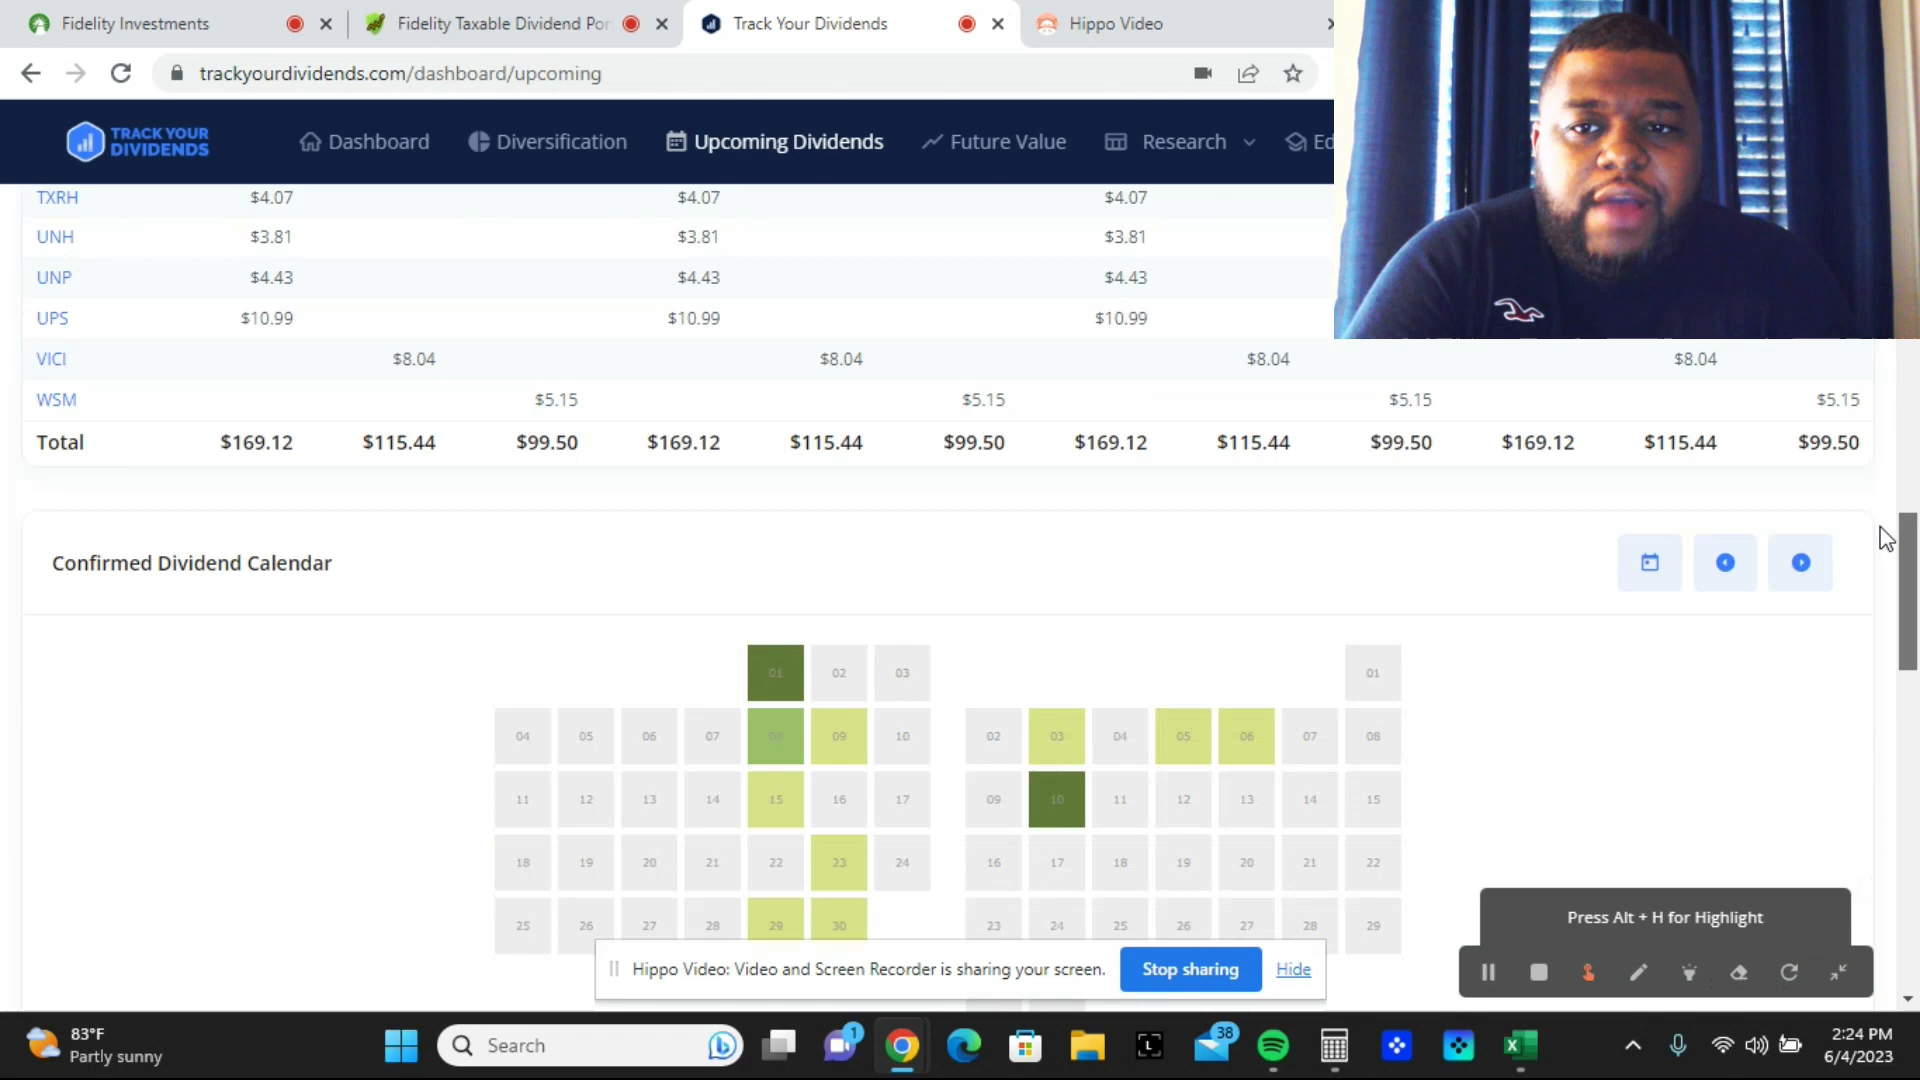 Fidelity Investments
Fidelity Taxable Dividend Por
Track Your Dividends
Hippo Video
trackyourdividends.com/dashboard/upcoming
TRACK YOUR
DIVIDENDS
Dashboard
Diversification
Upcoming Dividends
Future Value
Research
Ed
TXRH $4.07 $4.07 $4.07
UNH $3.81 $3.81 $3.81
UNP $4.43 $4.43 $4.43
UPS $10.99 $10.99 $10.99
VICI $8.04 $8.04 $8.04 $8.04
WSM $5.15 $5.15 $5.15 $5.15
Total $169.12 $115.44 $99.50 $169.12 $115.44 $99.50 $169.12 $115.44 $99.50 $169.12 $115.44 $99.50
Confirmed Dividend Calendar
01 02 03 01
04 05 06 07 08 09 10 02 03 04 05 06 07 08
11 12 13 14 15 16 17 09 10 11 12 13 14 15
18 19 20 21 22 23 24 16 17 18 19 20 21 22
25 26 27 28 29 30 23 24 25 26 27 28 29
Press Alt + H for Highlight
Hippo Video: Video and Screen Recorder is sharing your screen.
Stop sharing
Hide
83°F
Partly sunny
Search
1
38
2:24 PM
6/4/2023